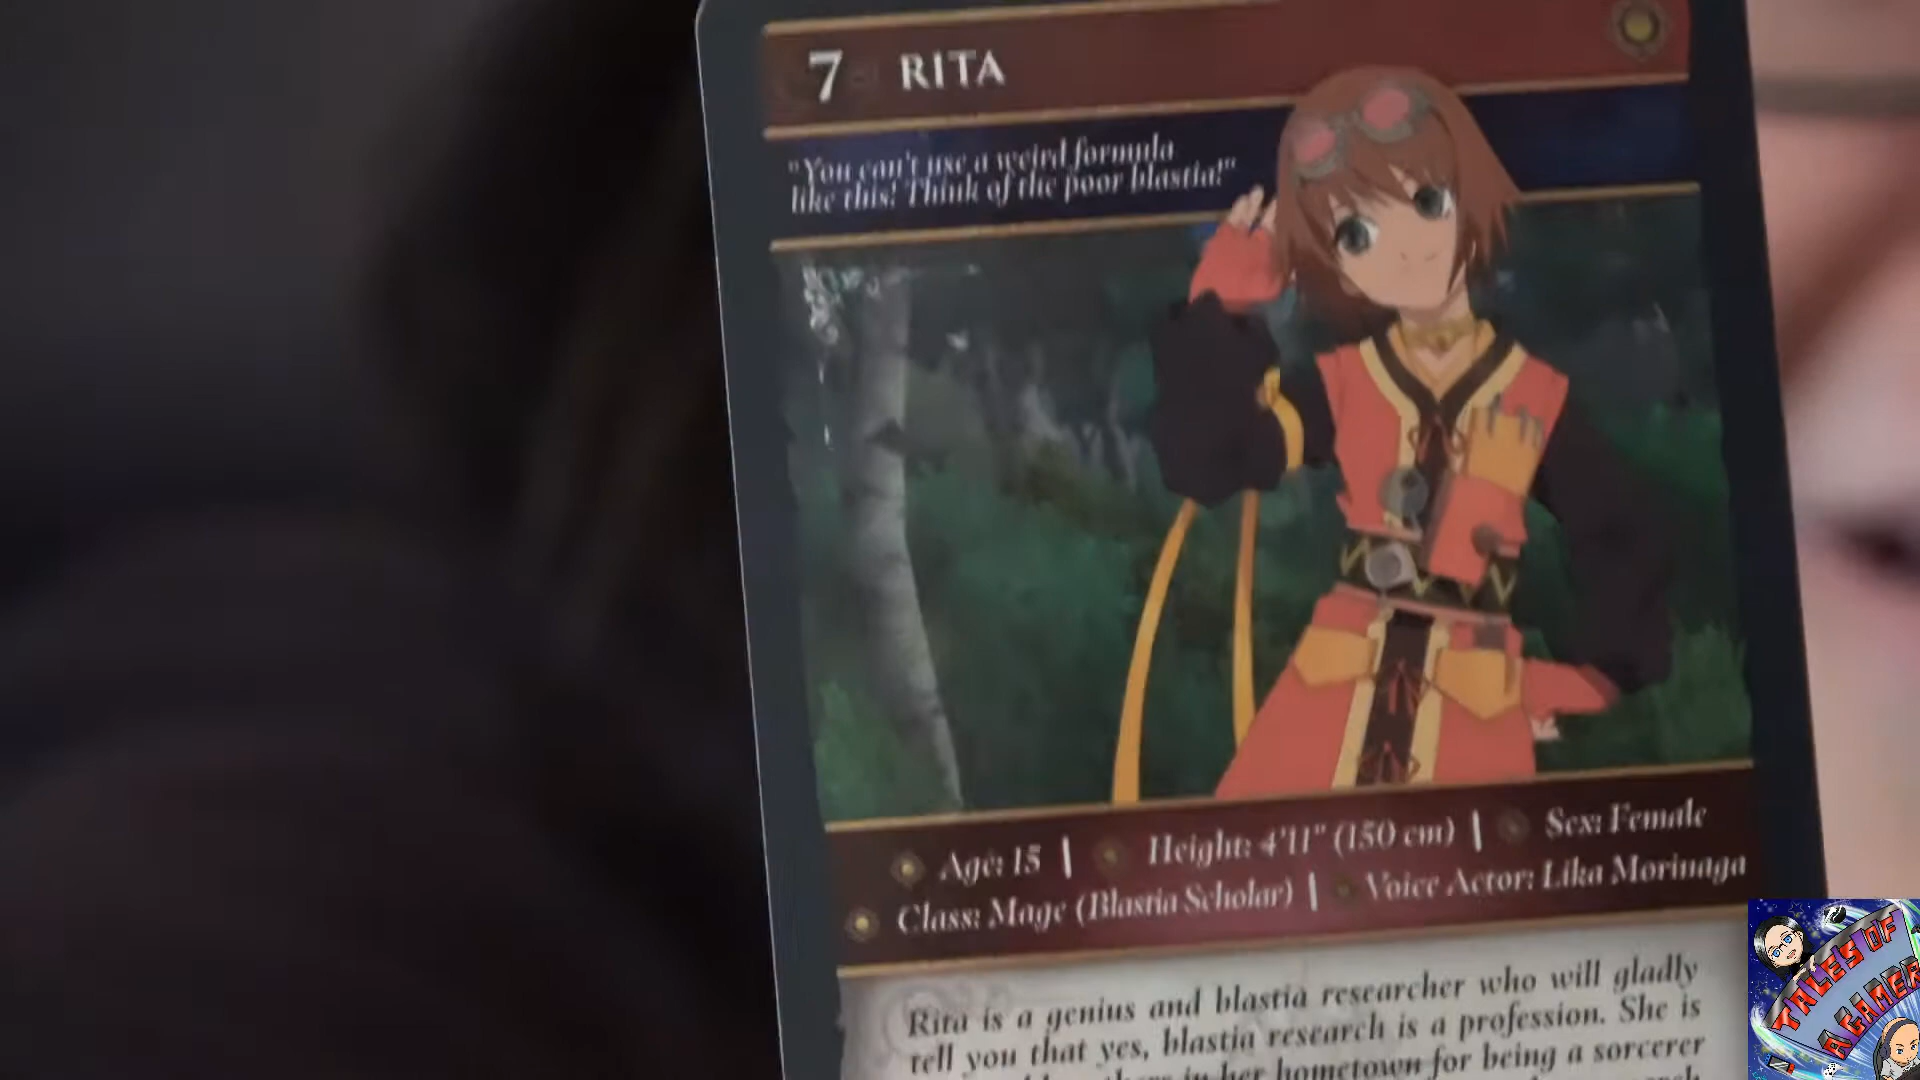 7 RITA
"You can't use a weird formula
like this! Think of the poor blastia!"
Age: 15 | Height: 4'11" (150 cm) | Sex: Female
Class: Mage (Blastia Scholar) | Voice Actor: Lika Morinaga
Rita is a genius and blastia researcher who will gladly
tell you that yes, blastia research is a profession. She is
in her hometown for being a sorcerer
TALES OF
A GAMER